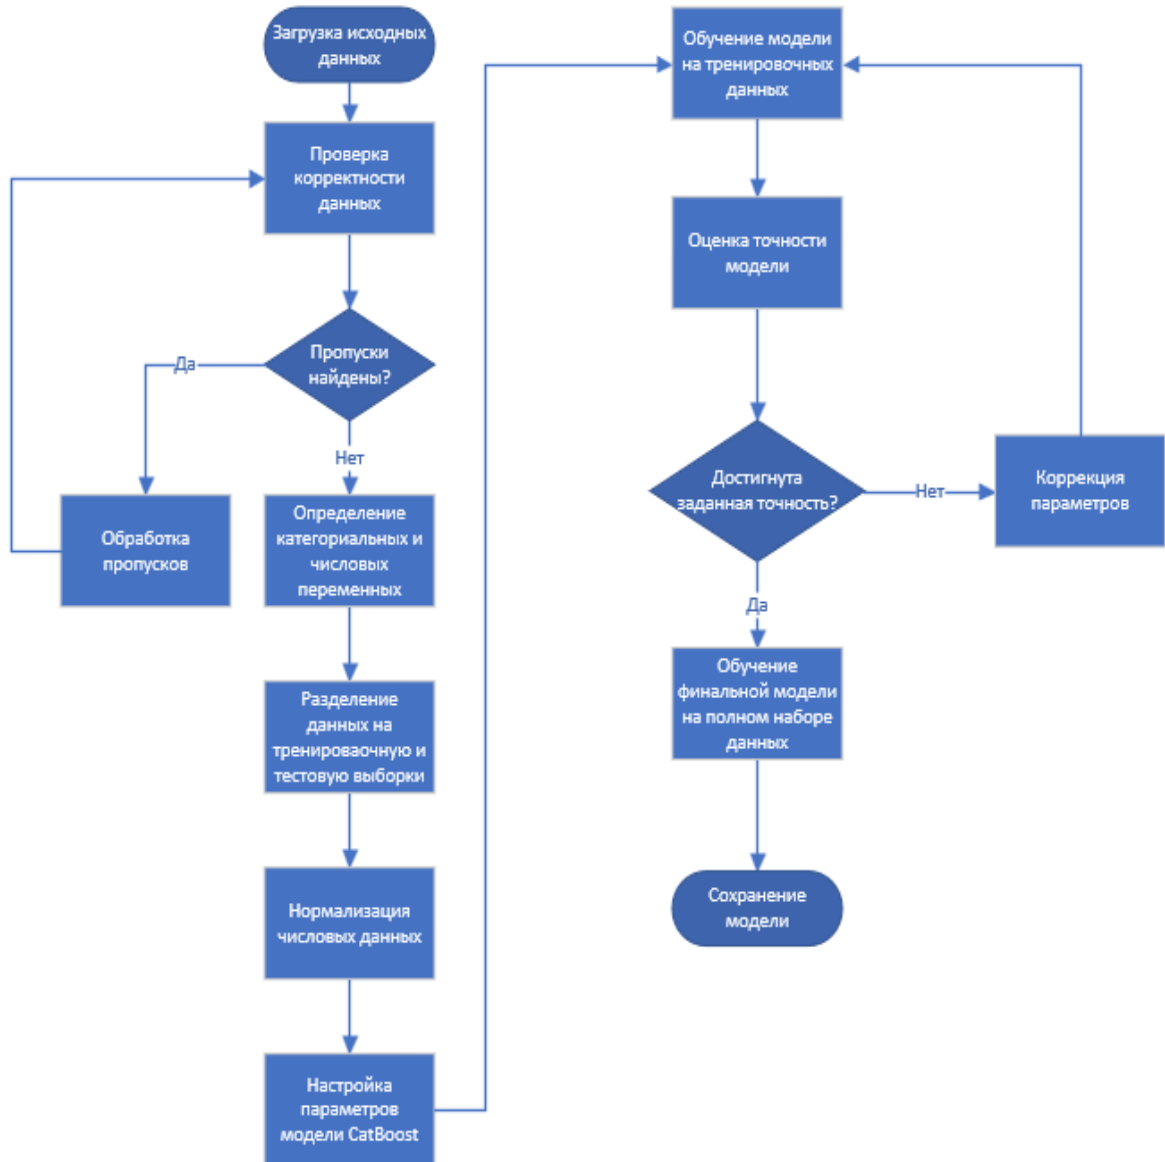 Загрузка исходных
данных
Проверка
корректности
данных
Пропуски
найдены?
Да
Нет
Обработка
пропусков
Определение
категориальных и
числовых
переменных
Разделение
данных на
тренироваочную и
тестовую выборки
Нормализация
числовых данных
Настройка
параметров
модели CatBoost
Обучение модели
на тренировочных
данных
Оценка точности
модели
Достигнута
заданная точность?
Нет
Коррекция
параметров
Да
Обучение
финальной модели
на полном наборе
данных
Сохранение
модели